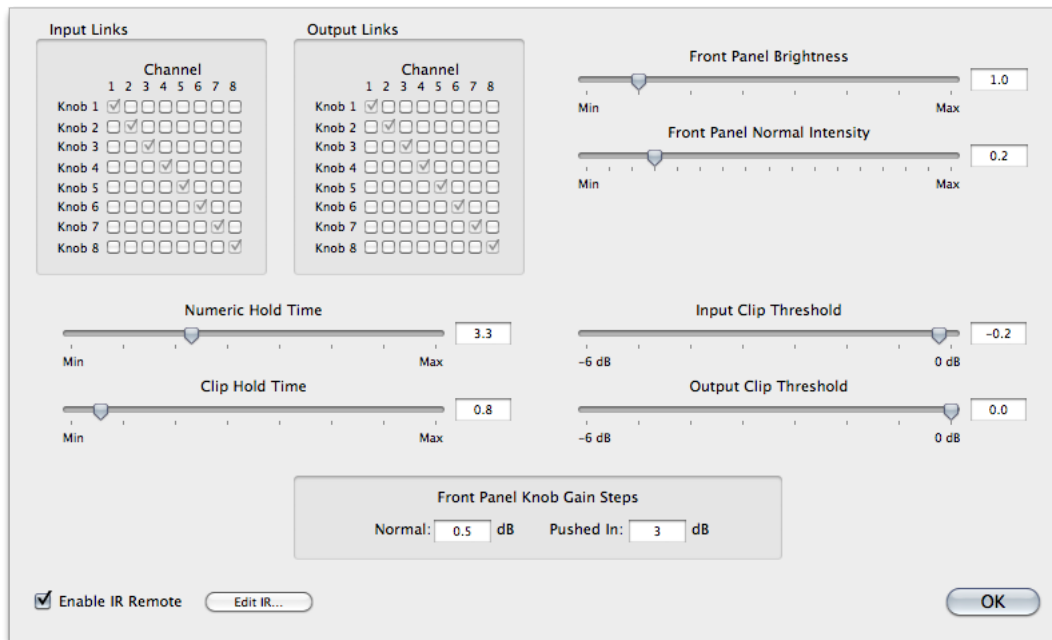 Input Links
Channel
1 2 3 4 5 6 7 8
Knob 1
Knob 2
Knob 3
Knob 4
Knob 5
Knob 6
Knob 7
Knob 8
Output Links
Channel
1 2 3 4 5 6 7 8
Knob 1
Knob 2
Knob 3
Knob 4
Knob 5
Knob 6
Knob 7
Knob 8
Front Panel Brightness
1.0
Min Max
Front Panel Normal Intensity
0.2
Min Max
Numeric Hold Time
3.3
Min Max
Clip Hold Time
0.8
Min Max
Input Clip Threshold
-0.2
-6 dB 0 dB
Output Clip Threshold
0.0
-6 dB 0 dB
Front Panel Knob Gain Steps
Normal: 0.5 dB Pushed In: 3 dB
Enable IR Remote Edit IR... OK